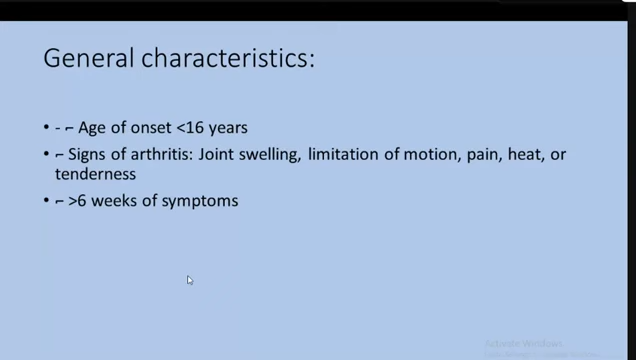 General characteristics:
• - ⌐ Age of onset <16 years
• ⌐ Signs of arthritis: Joint swelling, limitation of motion, pain, heat, or
tenderness
• ⌐ >6 weeks of symptoms
Activate Windows